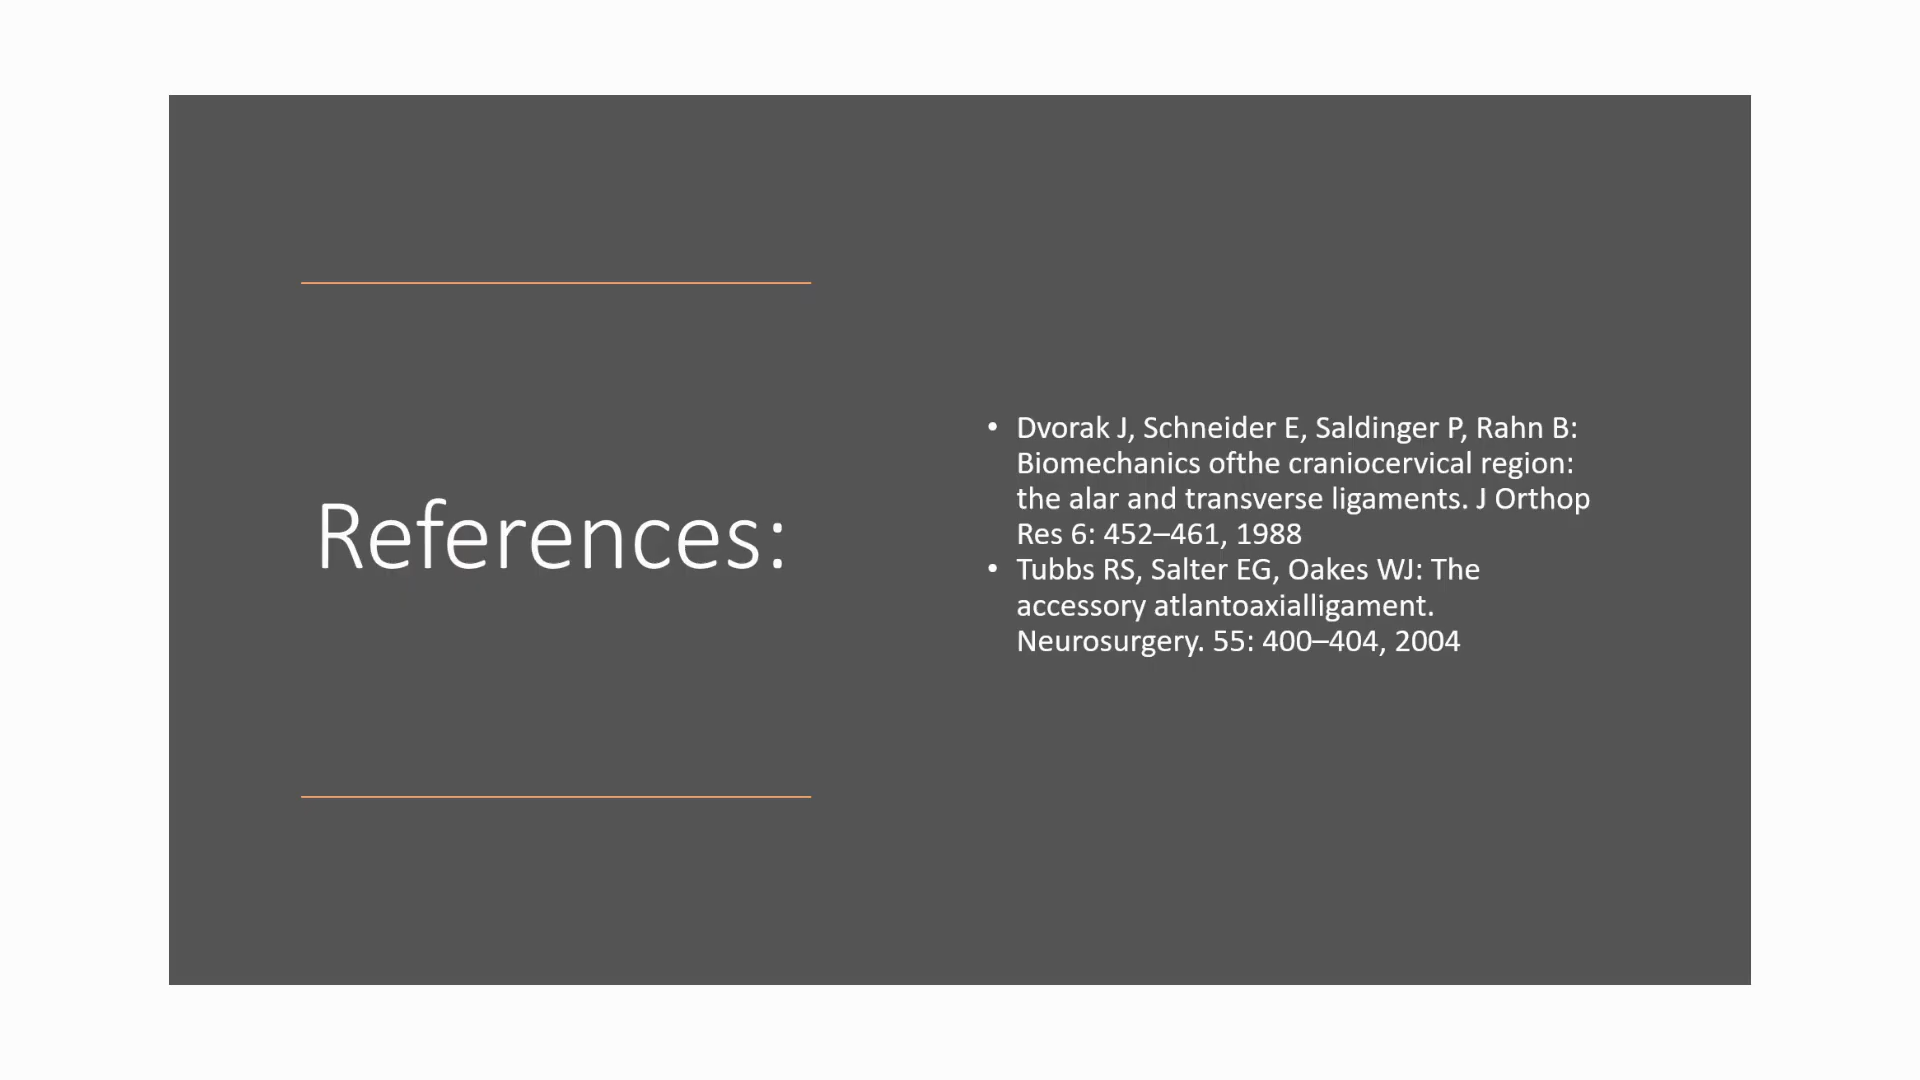 References:
• Dvorak J, Schneider E, Saldinger P, Rahn B:
Biomechanics ofthe craniocervical region:
the alar and transverse ligaments. J Orthop
Res 6: 452–461, 1988
• Tubbs RS, Salter EG, Oakes WJ: The
accessory atlantoaxialligament.
Neurosurgery. 55: 400–404, 2004